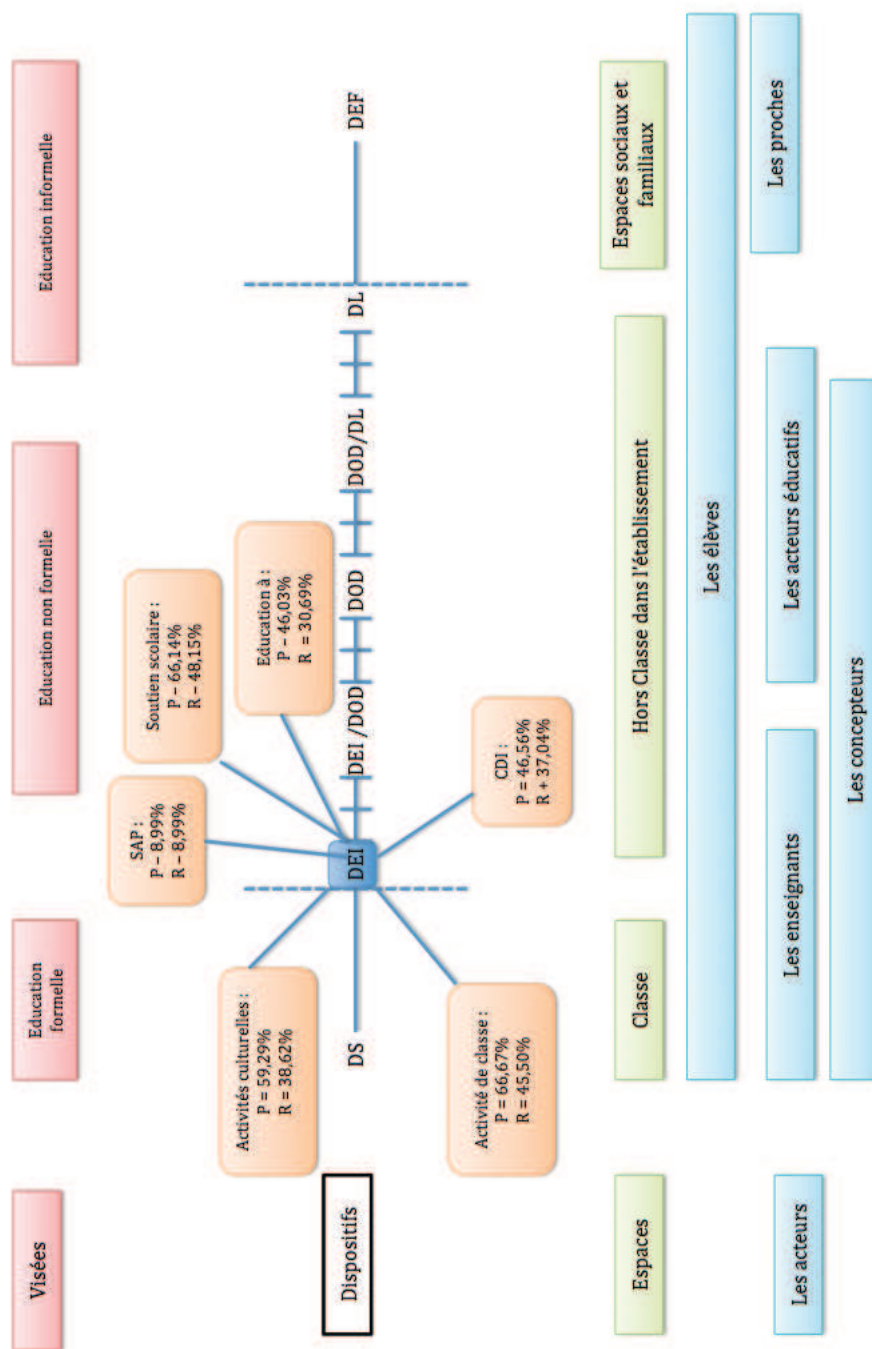 Visées
Education
formelle
Education non formelle
Education informelle
SAP :
P – 8,99%
R – 8,99%
Soutien scolaire :
P – 66,14%
R – 48,15%
Activités culturelles :
P = 59,29%
R = 38,62%
Education à :
P – 46,03%
R = 30,69%
Dispositifs
DS
DEI
DEI /DOD
DOD
DOD/DL
DL
DEF
Activité de classe :
P = 66,67%
R = 45,50%
CDI :
P = 46,56%
R + 37,04%
Espaces
Classe
Hors Classe dans l'établissement
Espaces sociaux et
familiaux
Les acteurs
Les élèves
Les enseignants
Les acteurs éducatifs
Les proches
Les concepteurs